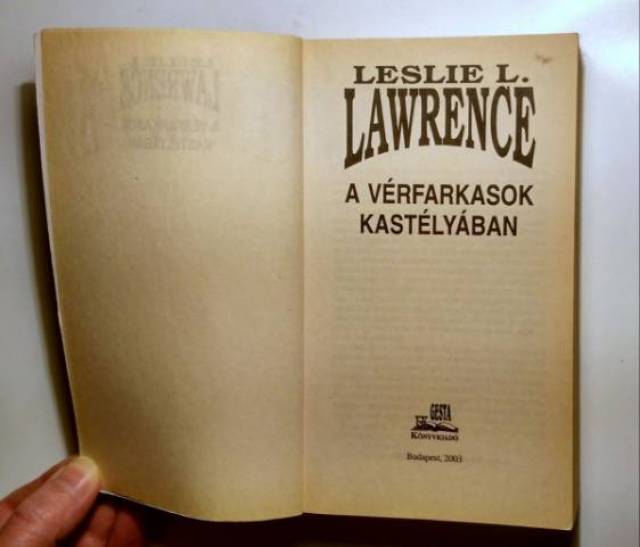 LESLIE L.
LAWRENCE
A VÉRFARKASOK
KASTÉLYÁBAN
GESTA
KÖNYVKIADÓ
Budapest, 2003